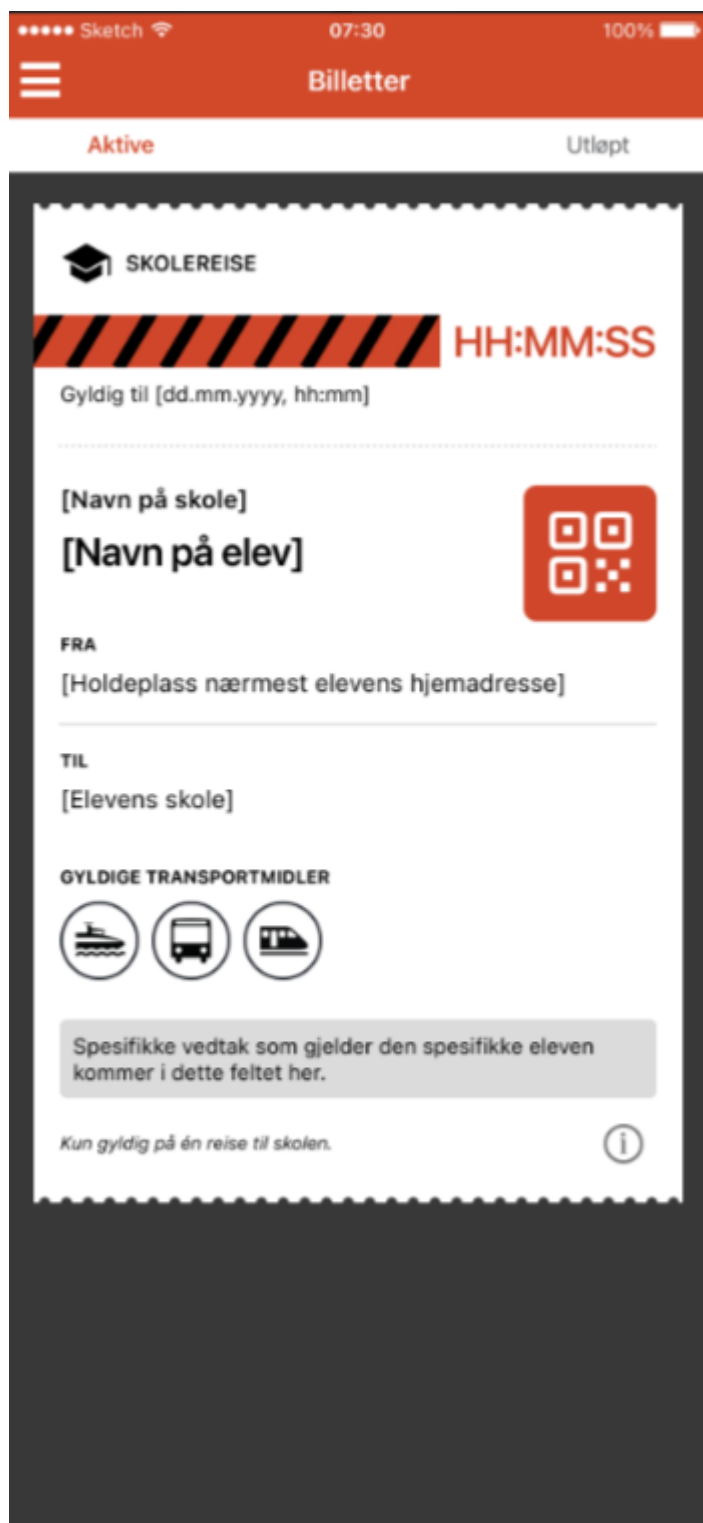 Sketch 07:30 100%
Billetter
Aktive Utløpt
SKOLEREISE
HH:MM:SS
Gyldig til [dd.mm.yyyy, hh:mm]
[Navn på skole]
[Navn på elev]
FRA
[Holdeplass nærmest elevens hjemadresse]
TIL
[Elevens skole]
GYLDIGE TRANSPORTMIDLER
Spesifikke vedtak som gjelder den spesifikke eleven
kommer i dette feltet her.
Kun gyldig på én reise til skolen.